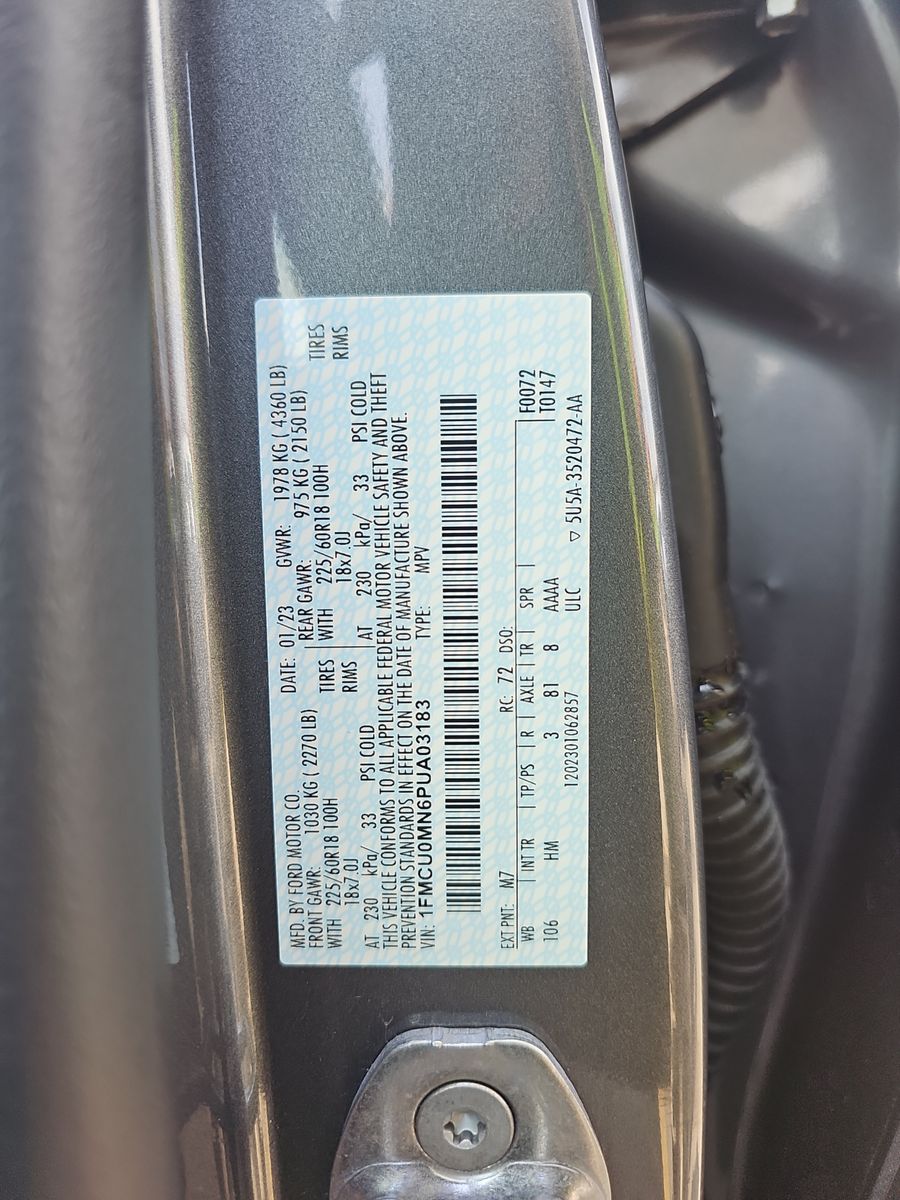 MFD. BY FORD MOTOR CO. DATE: 01/23 GVWR: 1978 KG ( 4360 LB)
FRONT GAWR: 1030 KG ( 2270 LB) REAR GAWR: 975 KG ( 2150 LB)
WITH 225/60R18 100H TIRES WITH 225/60R18 100H TIRES
18x7.0J RIMS 18x7.0J RIMS
AT 230 kPa/ 33 PSI COLD AT 230 kPa/ 33 PSI COLD
THIS VEHICLE CONFORMS TO ALL APPLICABLE FEDERAL MOTOR VEHICLE SAFETY AND THEFT
PREVENTION STANDARDS IN EFFECT ON THE DATE OF MANUFACTURE SHOWN ABOVE.
VIN: 1FMCU0MN6PUA03183 TYPE: MPV
EXT PNT: M7 RC: 72 DSO: F0072
WB | INT TR | TP/PS | R | AXLE | TR | SPR | T0147
106 HM 3 81 8 AAAA
1202301062857 ULC ▽ 5U5A-3520472-AA